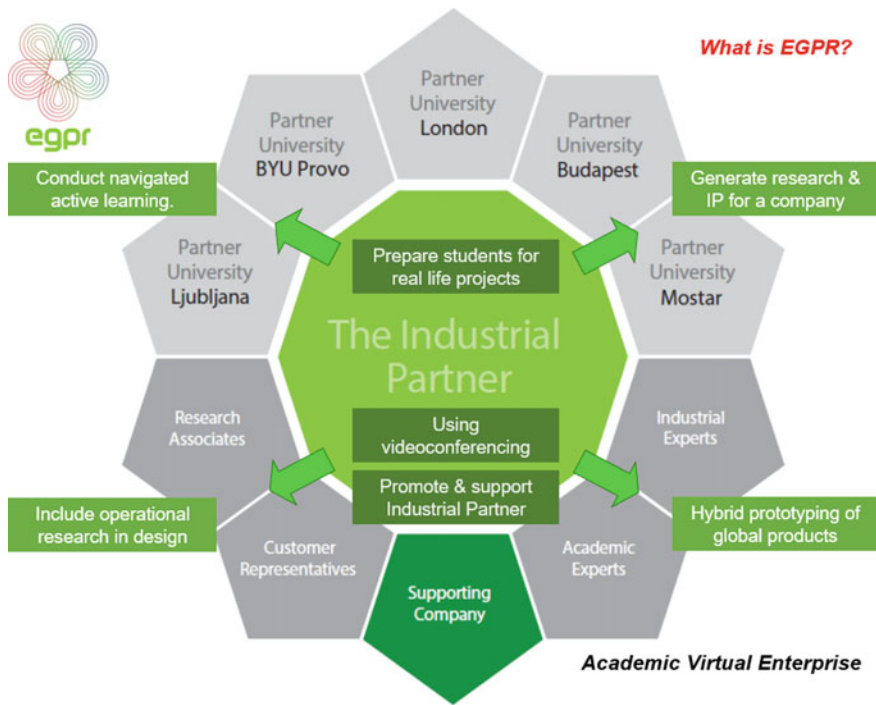 What is EGPR?
egpr
Partner
University
London
Partner
University
BYU Provo
Partner
University
Budapest
Conduct navigated
active learning.
Generate research &
IP for a company
Prepare students for
real life projects
Partner
University
Ljubljana
Partner
University
Mostar
The Industrial
Partner
Research
Associates
Using
videoconferencing
Industrial
Experts
Promote & support
Industrial Partner
Include operational
research in design
Hybrid prototyping of
global products
Customer
Representatives
Academic
Experts
Supporting
Company
Academic Virtual Enterprise